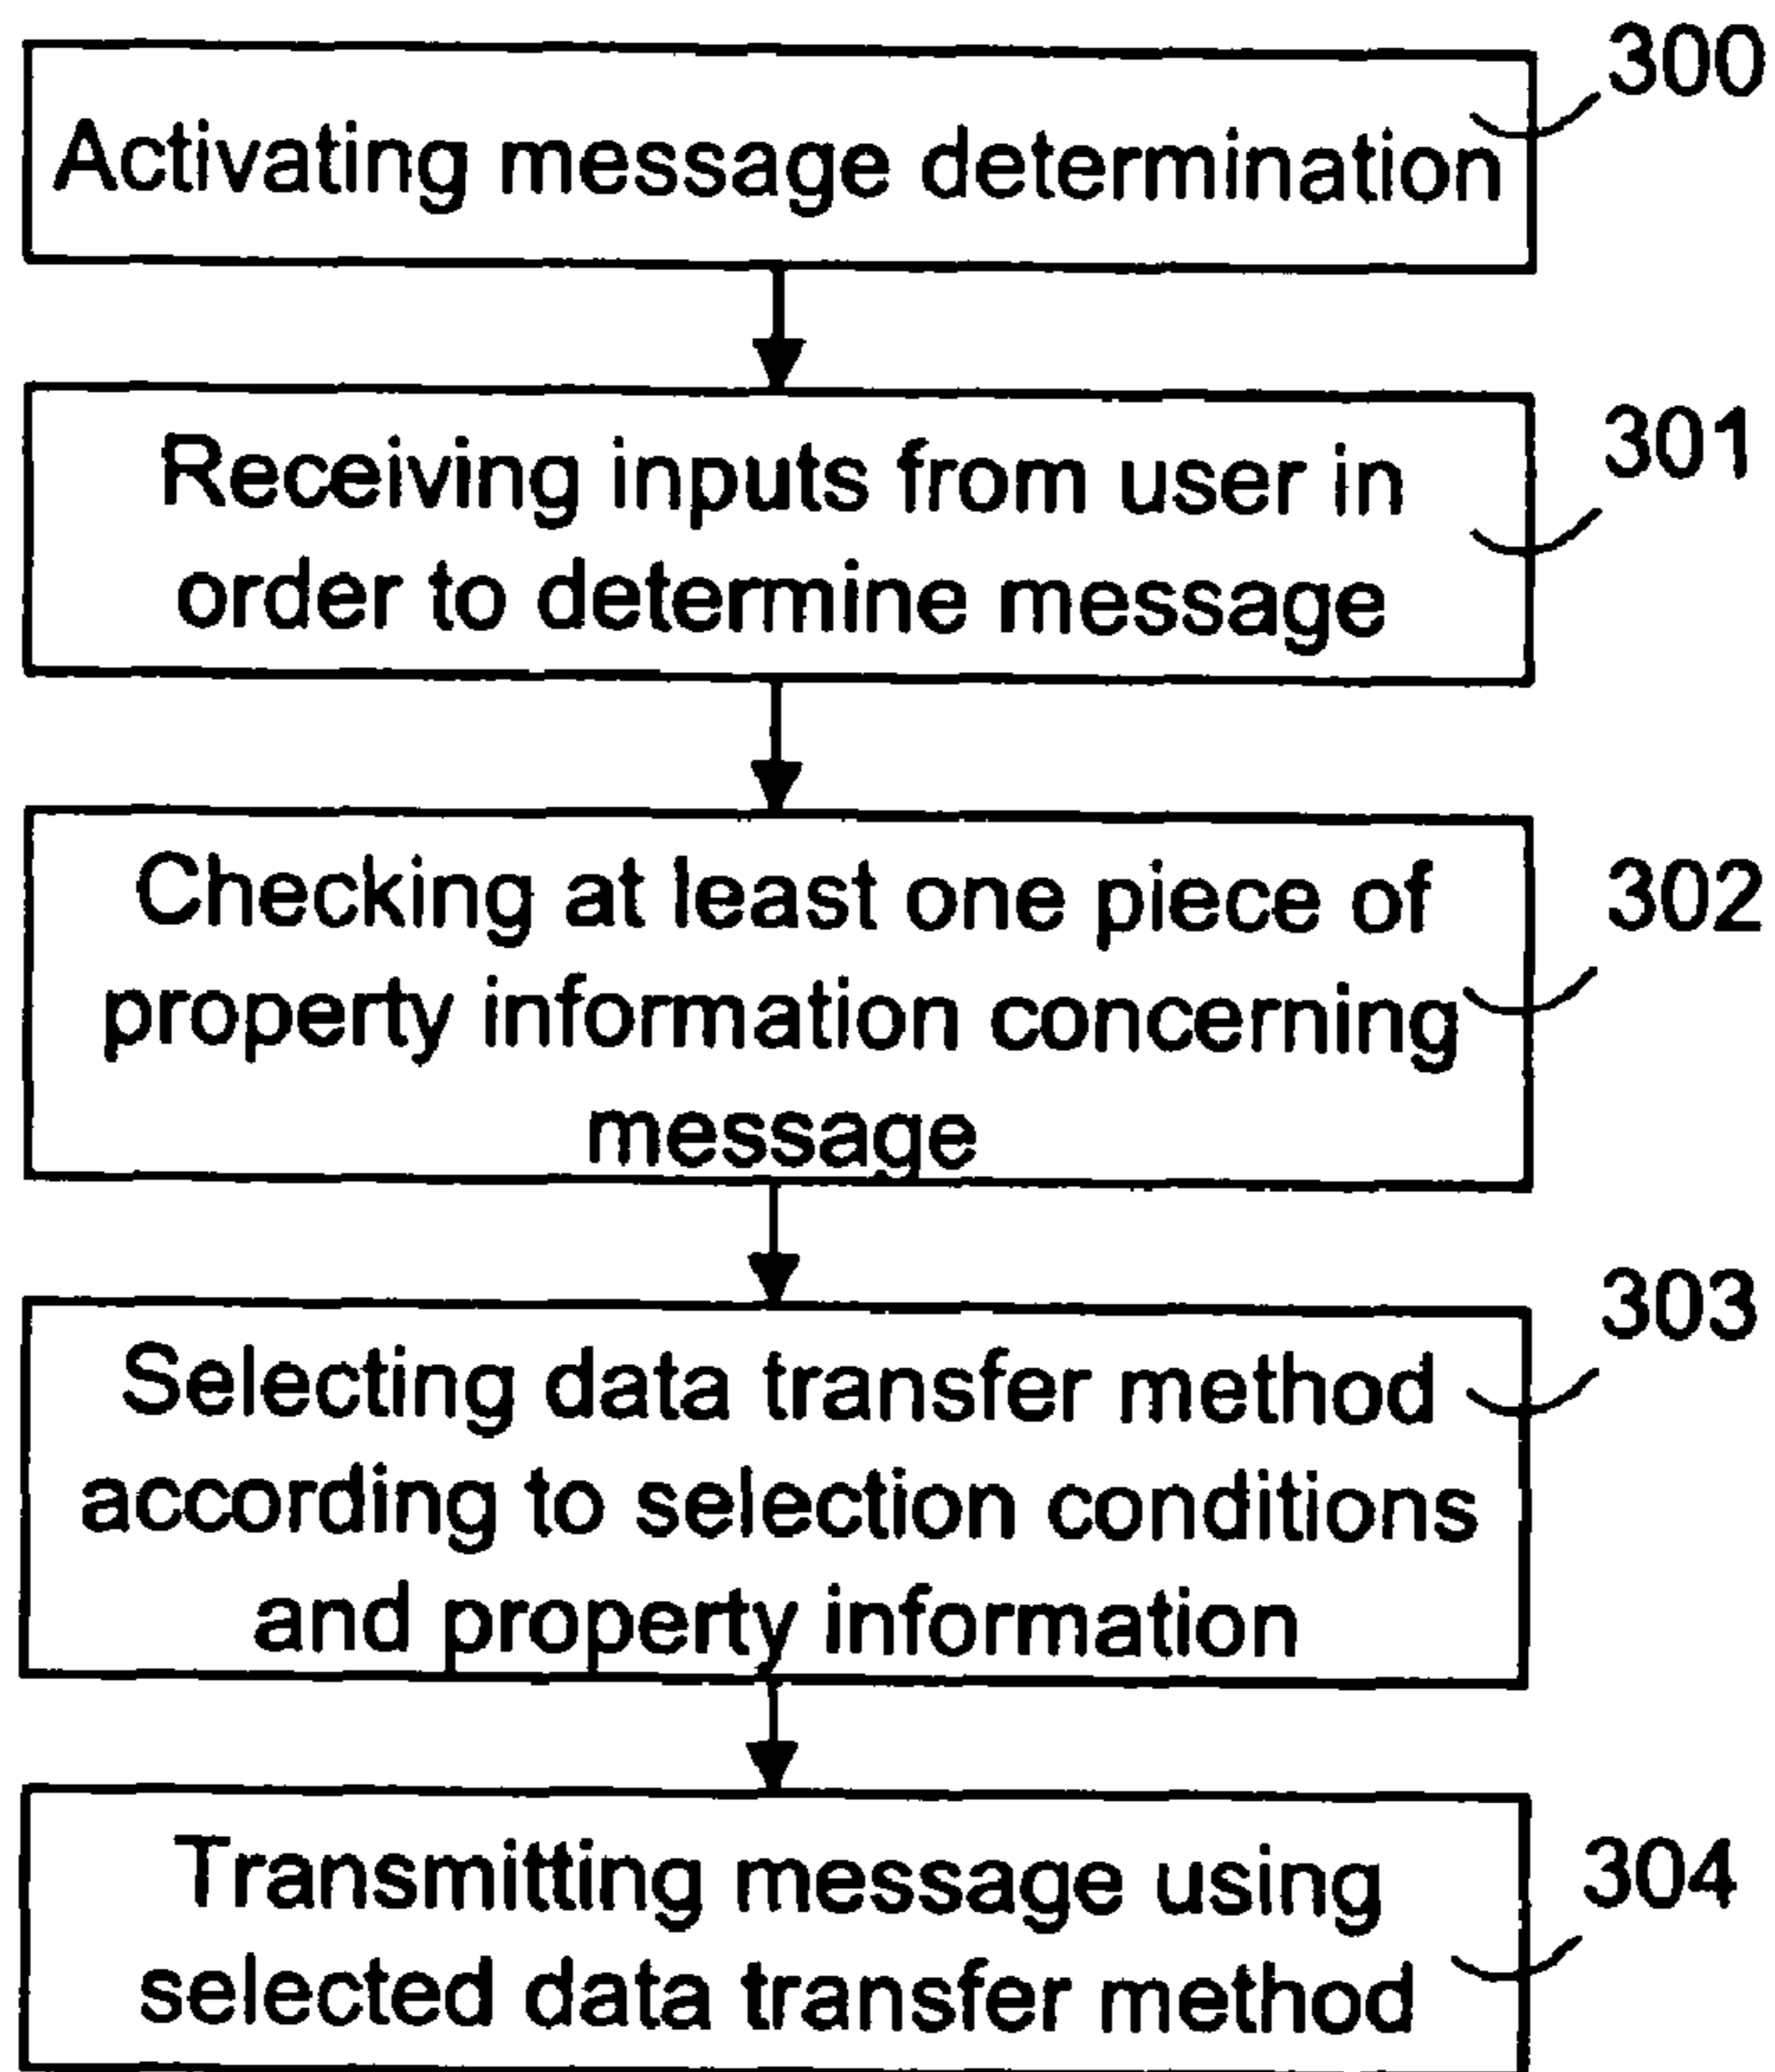 300
Activating message determination
301
Receiving inputs from user in
order to determine message
302
Checking at least one piece of
property information concerning
message
303
Selecting data transfer method
according to selection conditions
and property information
304
Transmitting message using
selected data transfer method